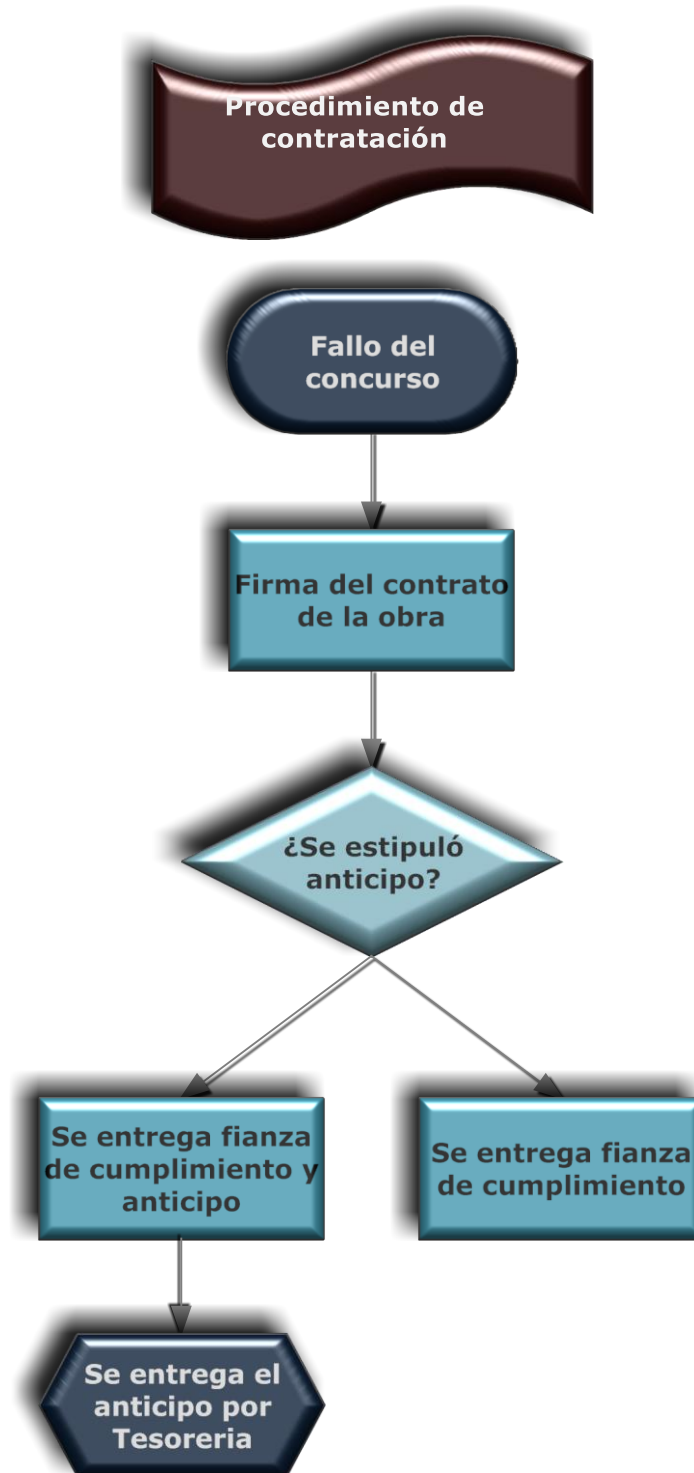 Procedimiento de
contratación
Fallo del
concurso
Firma del contrato
de la obra
¿Se estipuló
anticipo?
Se entrega fianza
de cumplimiento y
anticipo
Se entrega fianza
de cumplimiento
Se entrega el
anticipo por
Tesoreria